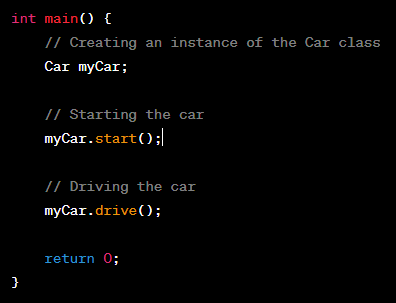 int main() {
    // Creating an instance of the Car class
    Car myCar;

    // Starting the car
    myCar.start();

    // Driving the car
    myCar.drive();

    return 0;
}